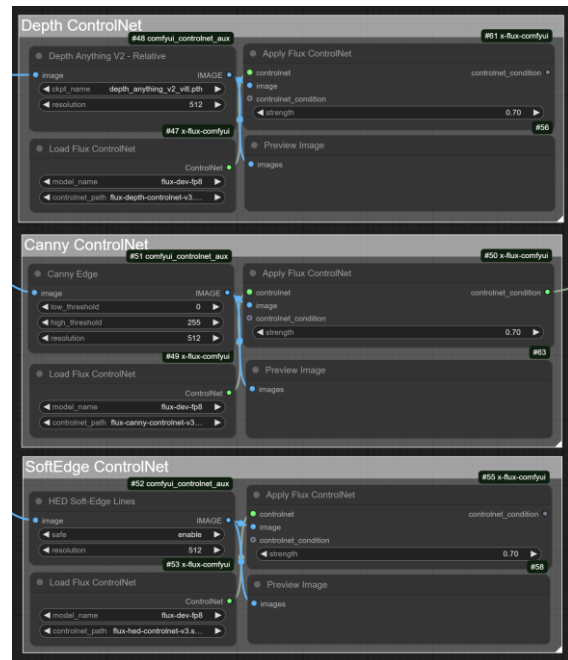 Depth ControlNet
#48 comfyui_controlnet_aux
#61 x-flux-comfyui
Depth Anything V2 - Relative
image
IMAGE
ckpt_name depth_anything_v2_vitl.pth
resolution 512
#47 x-flux-comfyui
Load Flux ControlNet
ControlNet
model_name flux-dev-fp8
controlnet_path flux-depth-controlnet-v3....
Apply Flux ControlNet
controlnet
controlnet_condition
image
controlnet_condition
strength 0.70
#56
Preview Image
images
Canny ControlNet
#51 comfyui_controlnet_aux
#50 x-flux-comfyui
Canny Edge
image
IMAGE
low_threshold 0
high_threshold 255
resolution 512
#49 x-flux-comfyui
Load Flux ControlNet
ControlNet
model_name flux-dev-fp8
controlnet_path flux-canny-controlnet-v3...
Apply Flux ControlNet
controlnet
controlnet_condition
image
controlnet_condition
strength 0.70
#63
Preview Image
images
SoftEdge ControlNet
#52 comfyui_controlnet_aux
#55 x-flux-comfyui
HED Soft-Edge Lines
image
IMAGE
safe enable
resolution 512
#53 x-flux-comfyui
Load Flux ControlNet
ControlNet
model_name flux-dev-fp8
controlnet_path flux-hed-controlnet-v3.s...
Apply Flux ControlNet
controlnet
controlnet_condition
image
controlnet_condition
strength 0.70
#58
Preview Image
images